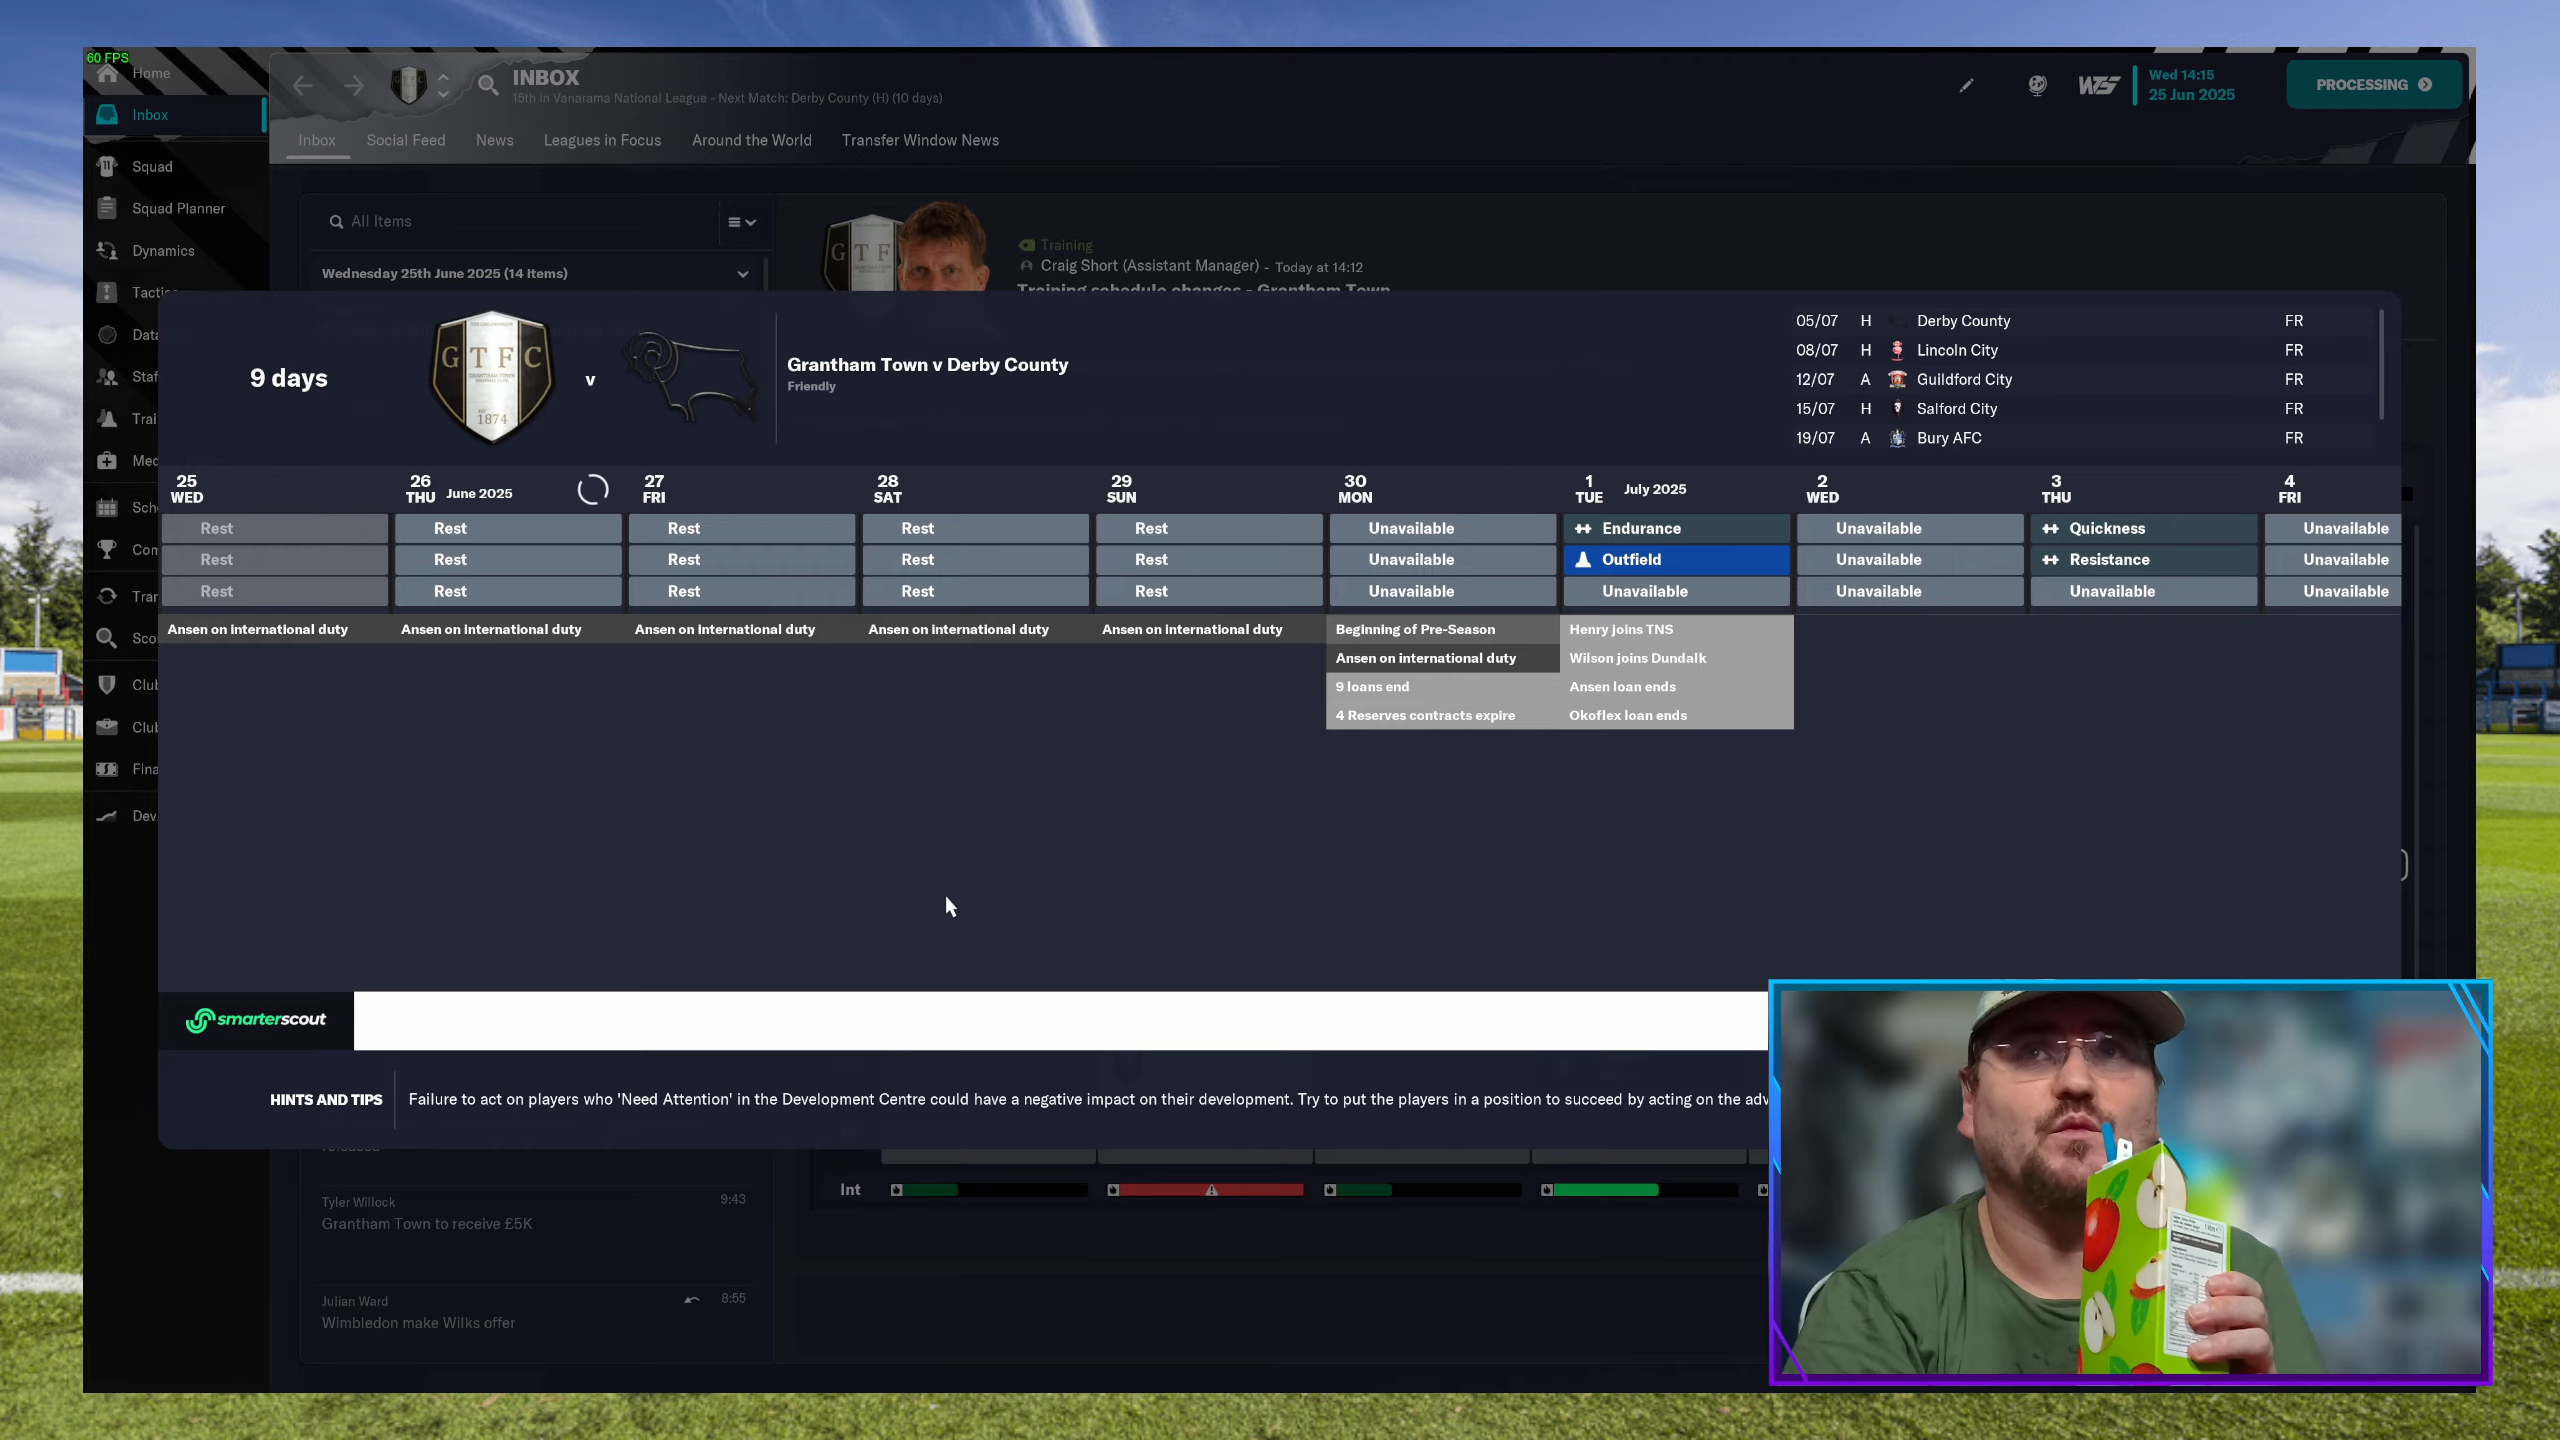 60 FPS
Home
Inbox
Squad
Squad Planner
Dynamics
INBOX
15th in Vanarama National League - Next Match: Derby County (H) (10 days)
Wed 14:15
25 Jun 2025
PROCESSING
Inbox Social Feed News Leagues in Focus Around the World Transfer Window News
All Items
Wednesday 25th June 2025 (14 Items)
Training
Craig Short (Assistant Manager) - Today at 14:12
Training schedule changes - Grantham Town
9 days
GTFC
GRANTHAM TOWN
1874
v
Grantham Town v Derby County
Friendly
05/07 H Derby County FR
08/07 H Lincoln City FR
12/07 A Guildford City FR
15/07 H Salford City FR
19/07 A Bury AFC FR
25 WED
26 THU June 2025
27 FRI
28 SAT
29 SUN
30 MON
1 TUE July 2025
2 WED
3 THU
4 FRI
Rest Rest Rest Rest Rest Unavailable Endurance Unavailable Quickness Unavailable
Rest Rest Rest Rest Rest Unavailable Outfield Unavailable Resistance Unavailable
Rest Rest Rest Rest Rest Unavailable Unavailable Unavailable Unavailable Unavailable
Ansen on international duty Ansen on international duty Ansen on international duty Ansen on international duty Ansen on international duty Beginning of Pre-Season Henry joins TNS
Ansen on international duty Wilson joins Dundalk
9 loans end Ansen loan ends
4 Reserves contracts expire Okoflex loan ends
smarterscout
HINTS AND TIPS
Failure to act on players who 'Need Attention' in the Development Centre could have a negative impact on their development. Try to put the players in a position to succeed by acting on the adv
Int
Tyler Willock 9:43
Grantham Town to receive £5K
Julian Ward 8:55
Wimbledon make Wilks offer